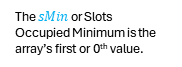 The sMin or Slots
Occupied Minimum is the
array's first or 0th value.